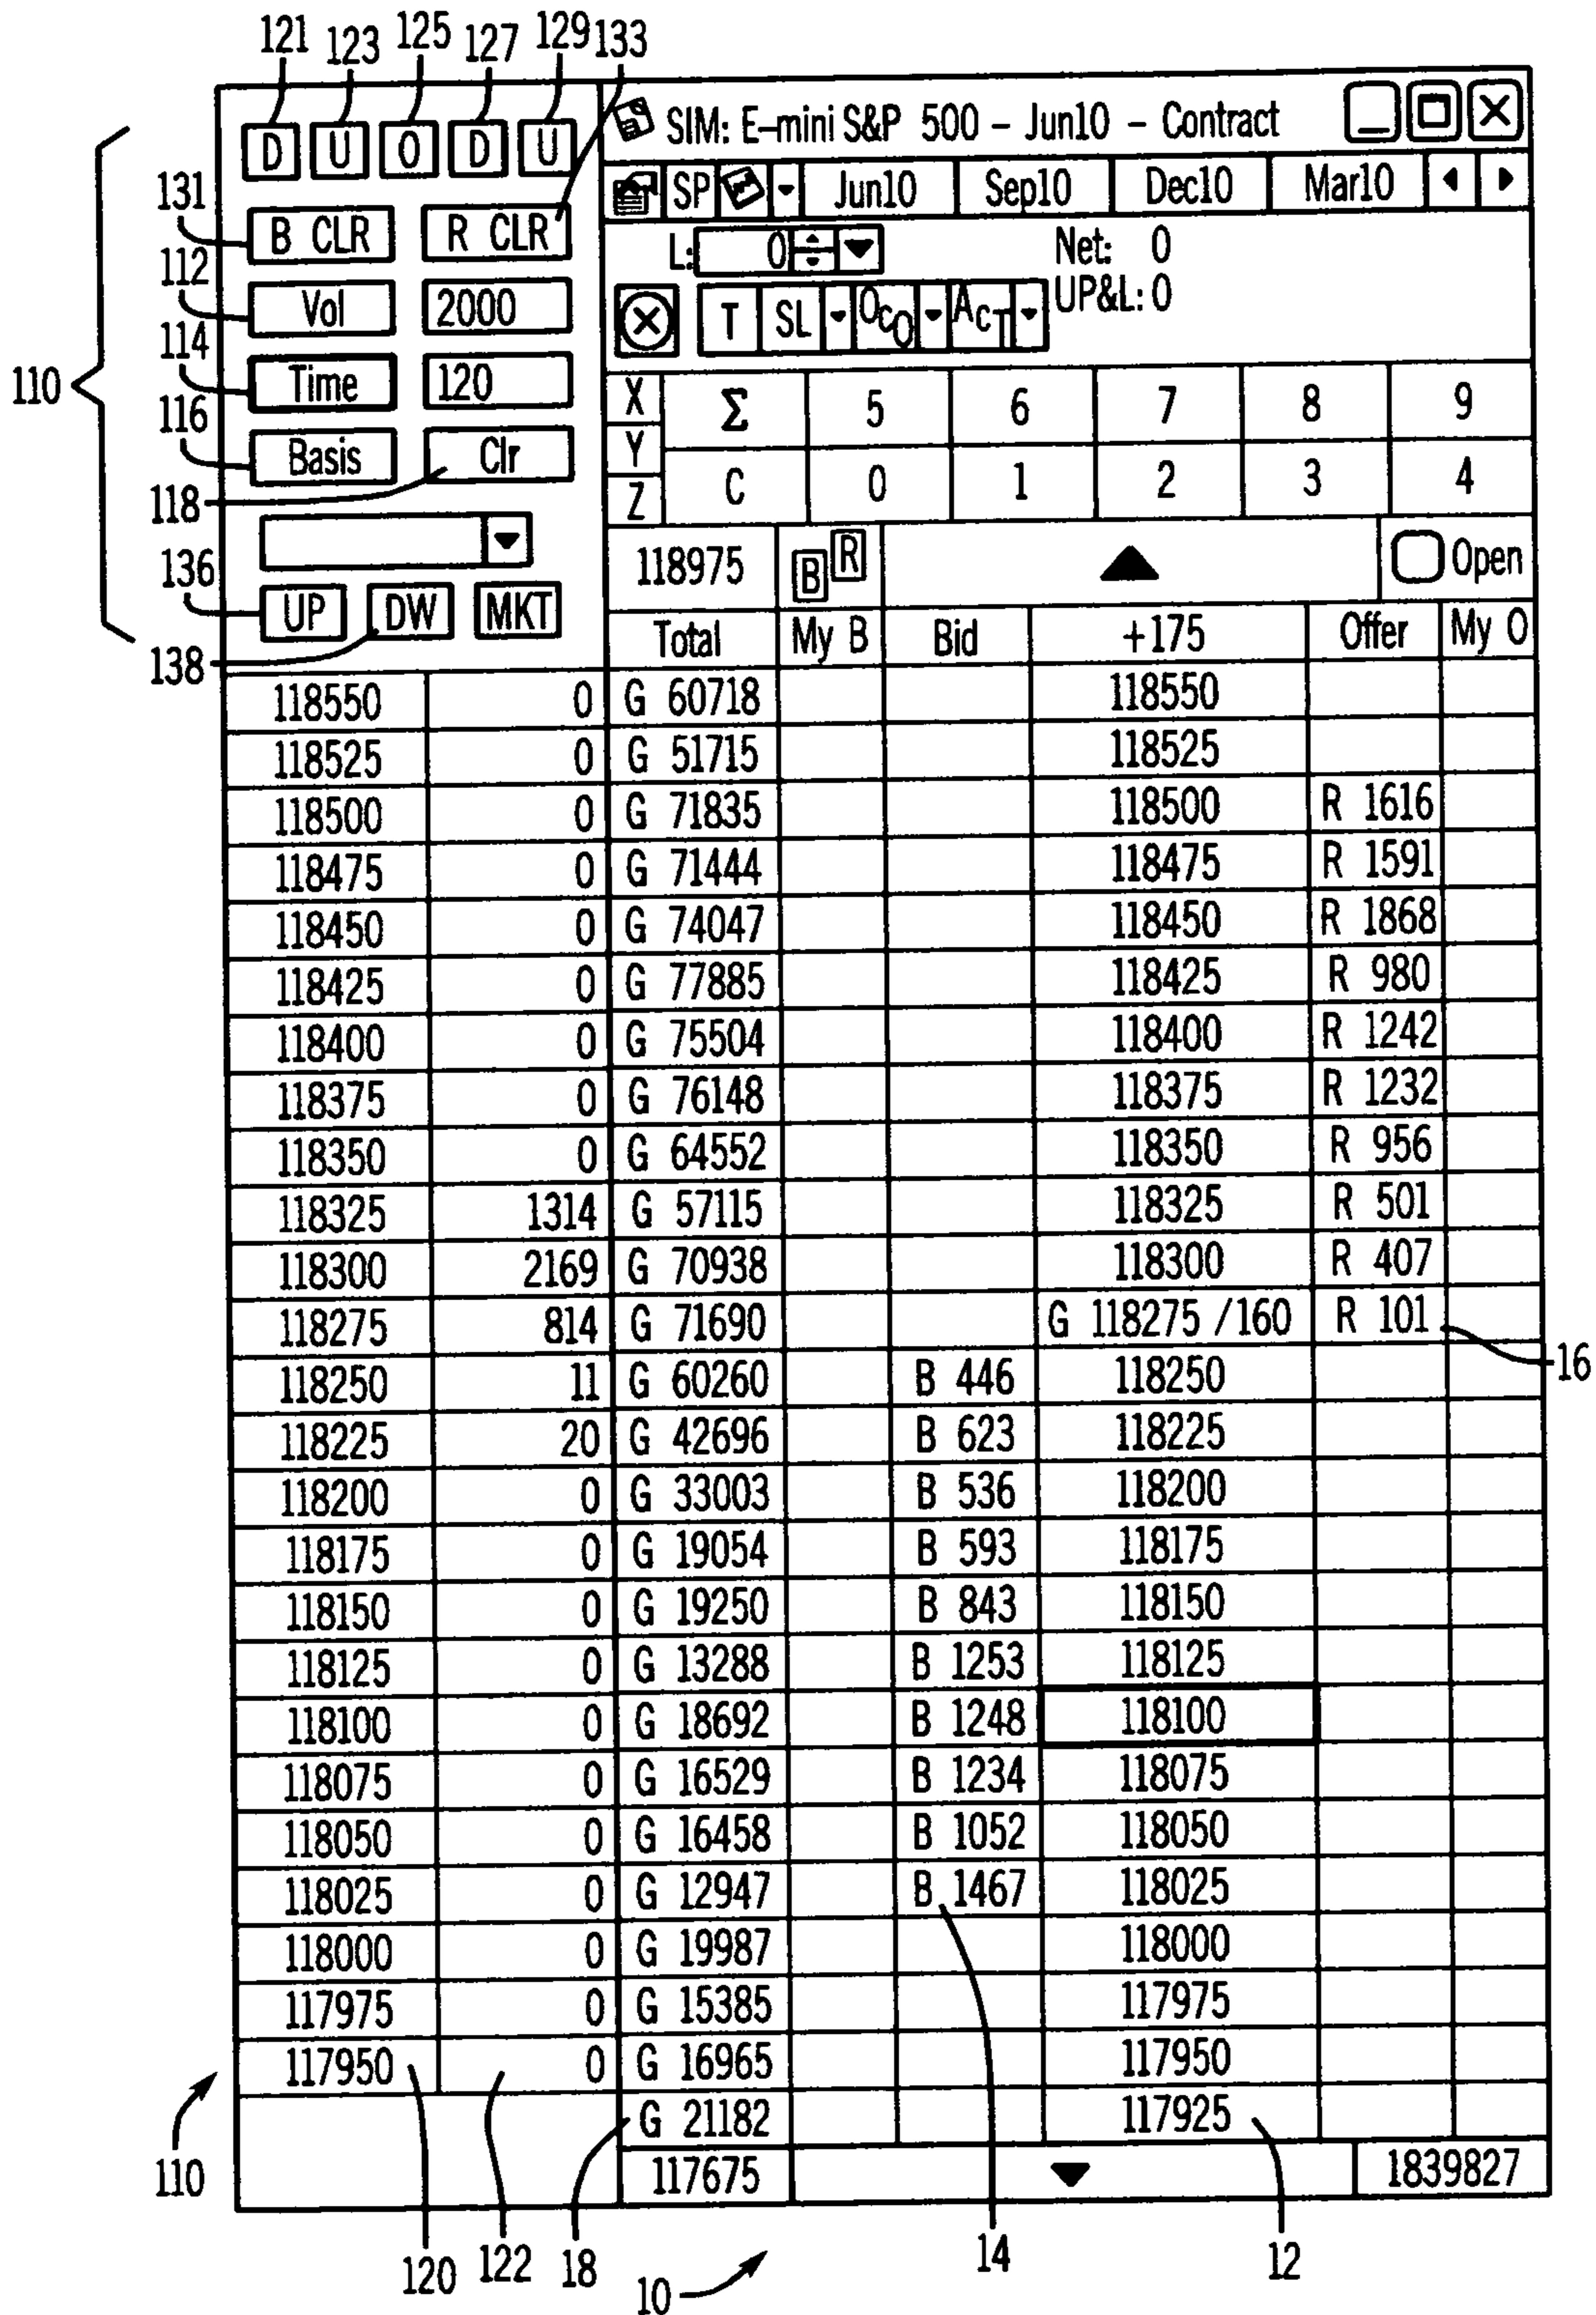 121 123 125 127 129 133
D U O D U SIM: E-mini S&P 500 - Jun10 - Contract
SP Jun10 Sep10 Dec10 Mar10
131 B CLR R CLR L: 0 Net: 0
112 Vol 2000 T SL OCO ACT UP&L: 0
114
110 Time 120 X Σ 5 6 7 8 9
116 Basis Clr Y
118 Z C 0 1 2 3 4
136 118975 B R Open
UP DW MKT
138 Total My B Bid +175 Offer My O
118550 0 G 60718 118550
118525 0 G 51715 118525
118500 0 G 71835 118500 R 1616
118475 0 G 71444 118475 R 1591
118450 0 G 74047 118450 R 1868
118425 0 G 77885 118425 R 980
118400 0 G 75504 118400 R 1242
118375 0 G 76148 118375 R 1232
118350 0 G 64552 118350 R 956
118325 1314 G 57115 118325 R 501
118300 2169 G 70938 118300 R 407
118275 814 G 71690 G 118275 /160 R 101
16
118250 11 G 60260 B 446 118250
118225 20 G 42696 B 623 118225
118200 0 G 33003 B 536 118200
118175 0 G 19054 B 593 118175
118150 0 G 19250 B 843 118150
118125 0 G 13288 B 1253 118125
118100 0 G 18692 B 1248 118100
118075 0 G 16529 B 1234 118075
118050 0 G 16458 B 1052 118050
118025 0 G 12947 B 1467 118025
118000 0 G 19987 118000
117975 0 G 15385 117975
117950 0 G 16965 117950
G 21182 117925
110 117675 1839827
120 122 18 10 14 12